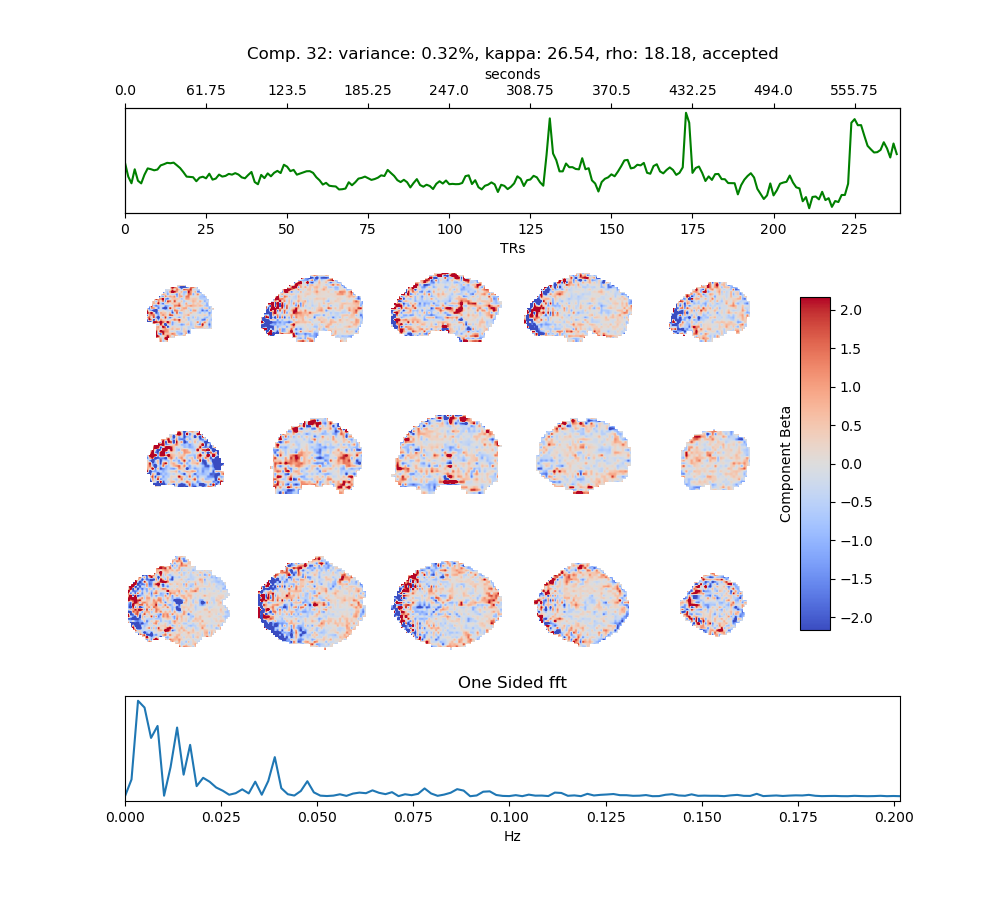 Comp. 32: variance: 0.32%, kappa: 26.54, rho: 18.18, accepted
seconds
0.0 61.75 123.5 185.25 247.0 308.75 370.5 432.25 494.0 555.75
0 25 50 75 100 125 150 175 200 225
TRs
2.0
1.5
1.0
0.5
0.0
−0.5
−1.0
−1.5
−2.0
Component Beta
One Sided fft
0.000 0.025 0.050 0.075 0.100 0.125 0.150 0.175 0.200
Hz